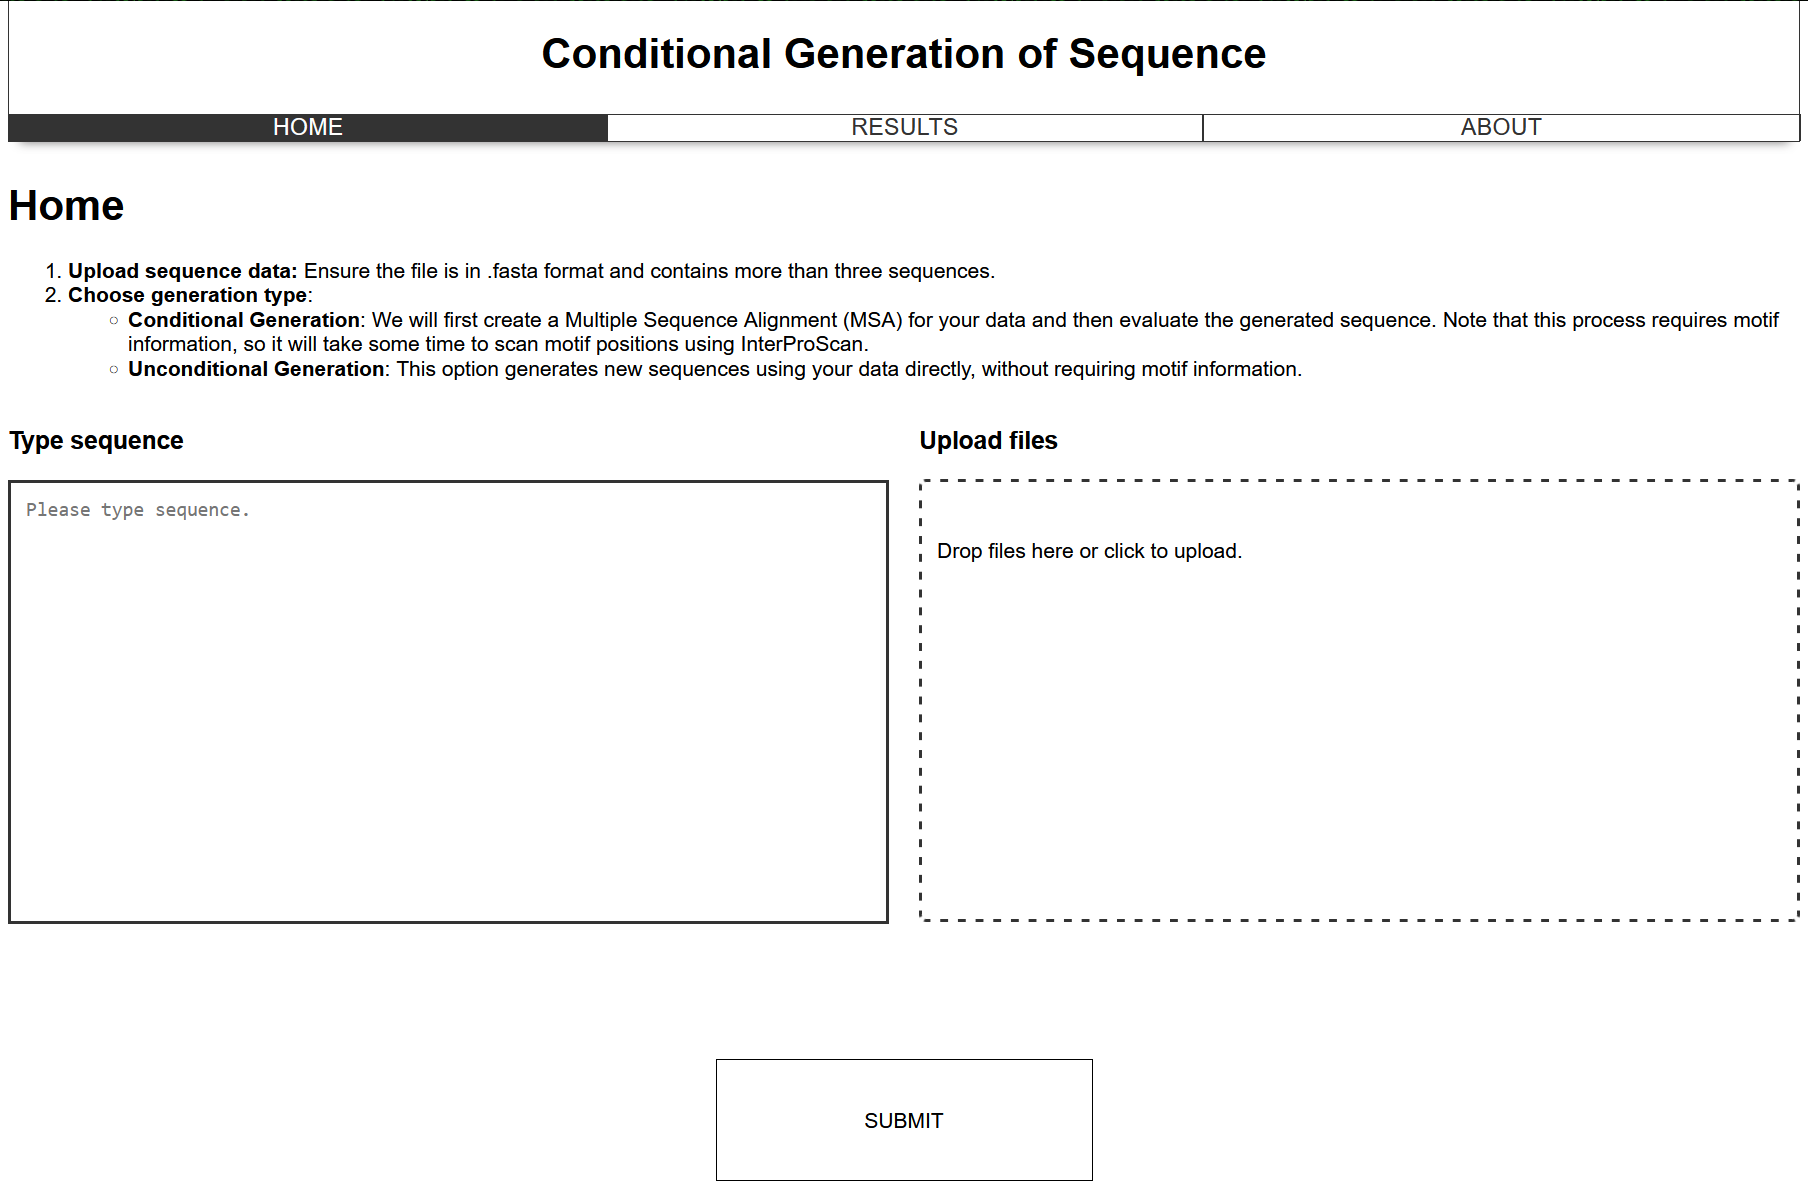 Conditional Generation of Sequence
HOME RESULTS ABOUT
Home
1. Upload sequence data: Ensure the file is in .fasta format and contains more than three sequences.
2. Choose generation type:
Conditional Generation: We will first create a Multiple Sequence Alignment (MSA) for your data and then evaluate the generated sequence. Note that this process requires motif
information, so it will take some time to scan motif positions using InterProScan.
Unconditional Generation: This option generates new sequences using your data directly, without requiring motif information.
Type sequence
Please type sequence.
Upload files
Drop files here or click to upload.
SUBMIT